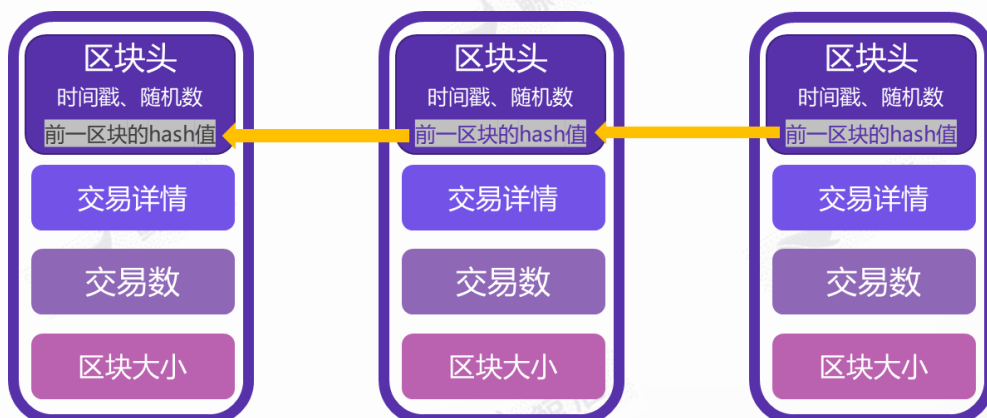 区块头
时间戳、随机数
前一区块的hash值
交易详情
交易数
区块大小
区块头
时间戳、随机数
前一区块的hash值
交易详情
交易数
区块大小
区块头
时间戳、随机数
前一区块的hash值
交易详情
交易数
区块大小